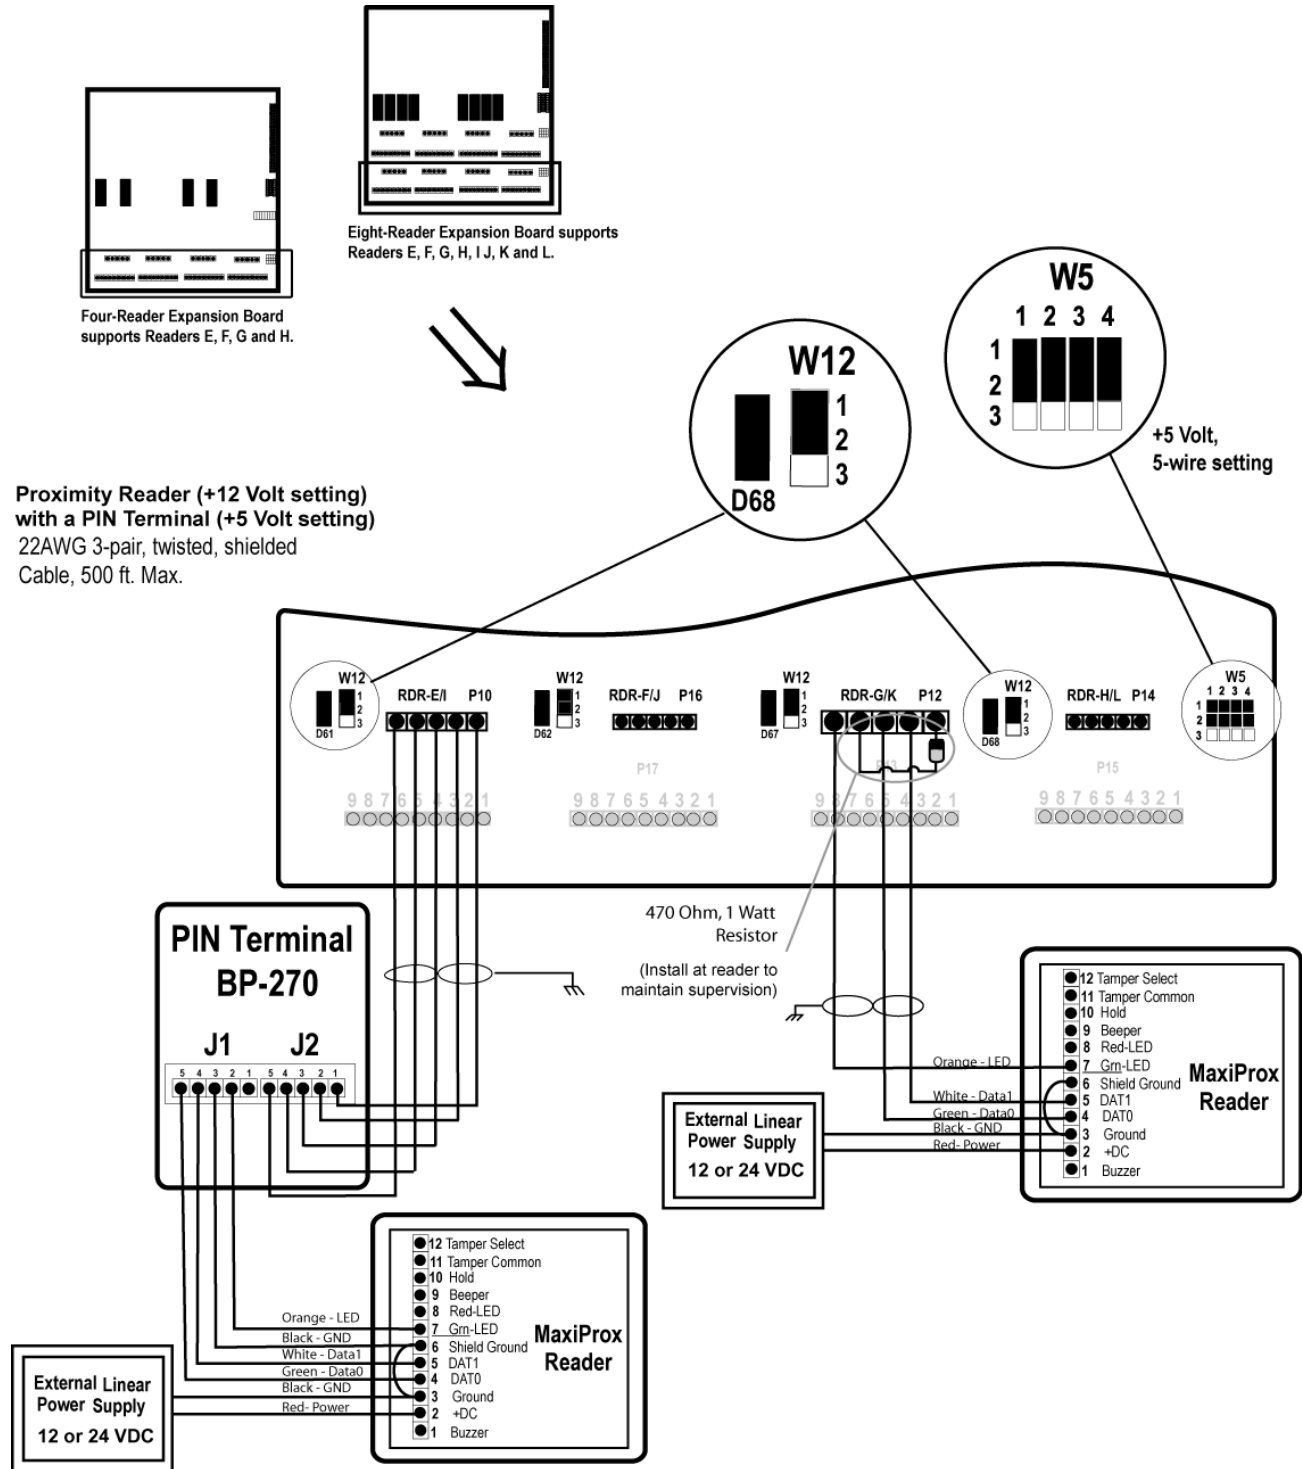 Eight-Reader Expansion Board supports
Readers E, F, G, H, I J, K and L.
Four-Reader Expansion Board
supports Readers E, F, G and H.
W5
1 2 3 4
1
2
3
+5 Volt,
5-wire setting
W12
1
2
3
D68
Proximity Reader (+12 Volt setting)
with a PIN Terminal (+5 Volt setting)
22AWG 3-pair, twisted, shielded
Cable, 500 ft. Max.
W12
1
2
3
D61
RDR-E/I P10
W12
1
2
3
D62
RDR-F/J P16
W12
1
2
3
D67
RDR-G/K P12
W12
1
2
3
D68
RDR-H/L P14
W5
1 2 3 4
1
2
3
P17
P13
P15
9 8 7 6 5 4 3 2 1
9 8 7 6 5 4 3 2 1
9 8 7 6 5 4 3 2 1
9 8 7 6 5 4 3 2 1
470 Ohm, 1 Watt
Resistor
(Install at reader to
maintain supervision)
PIN Terminal
BP-270
J1 J2
5 4 3 2 1 5 4 3 2 1
12 Tamper Select
11 Tamper Common
10 Hold
9 Beeper
8 Red-LED
7 Grn-LED
6 Shield Ground
5 DAT1
4 DAT0
3 Ground
2 +DC
1 Buzzer
MaxiProx
Reader
Orange - LED
White - Data1
Green - Data0
Black - GND
Red- Power
External Linear
Power Supply
12 or 24 VDC
12 Tamper Select
11 Tamper Common
10 Hold
9 Beeper
8 Red-LED
7 Grn-LED
6 Shield Ground
5 DAT1
4 DAT0
3 Ground
2 +DC
1 Buzzer
MaxiProx
Reader
Orange - LED
Black - GND
White - Data1
Green - Data0
Black - GND
Red- Power
External Linear
Power Supply
12 or 24 VDC